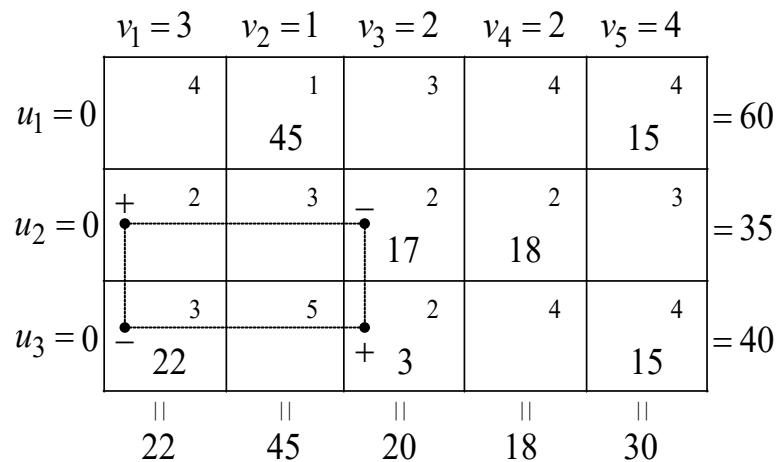 v₁ = 3 v₂ = 1 v₃ = 2 v₄ = 2 v₅ = 4
4 1 3 4 4
u₁ = 0 45 15 = 60
+ 2 3 − 2 2 3
u₂ = 0 17 18 = 35
3 5 2 4 4
u₃ = 0 − 22 + 3 15 = 40
= = = = =
22 45 20 18 30